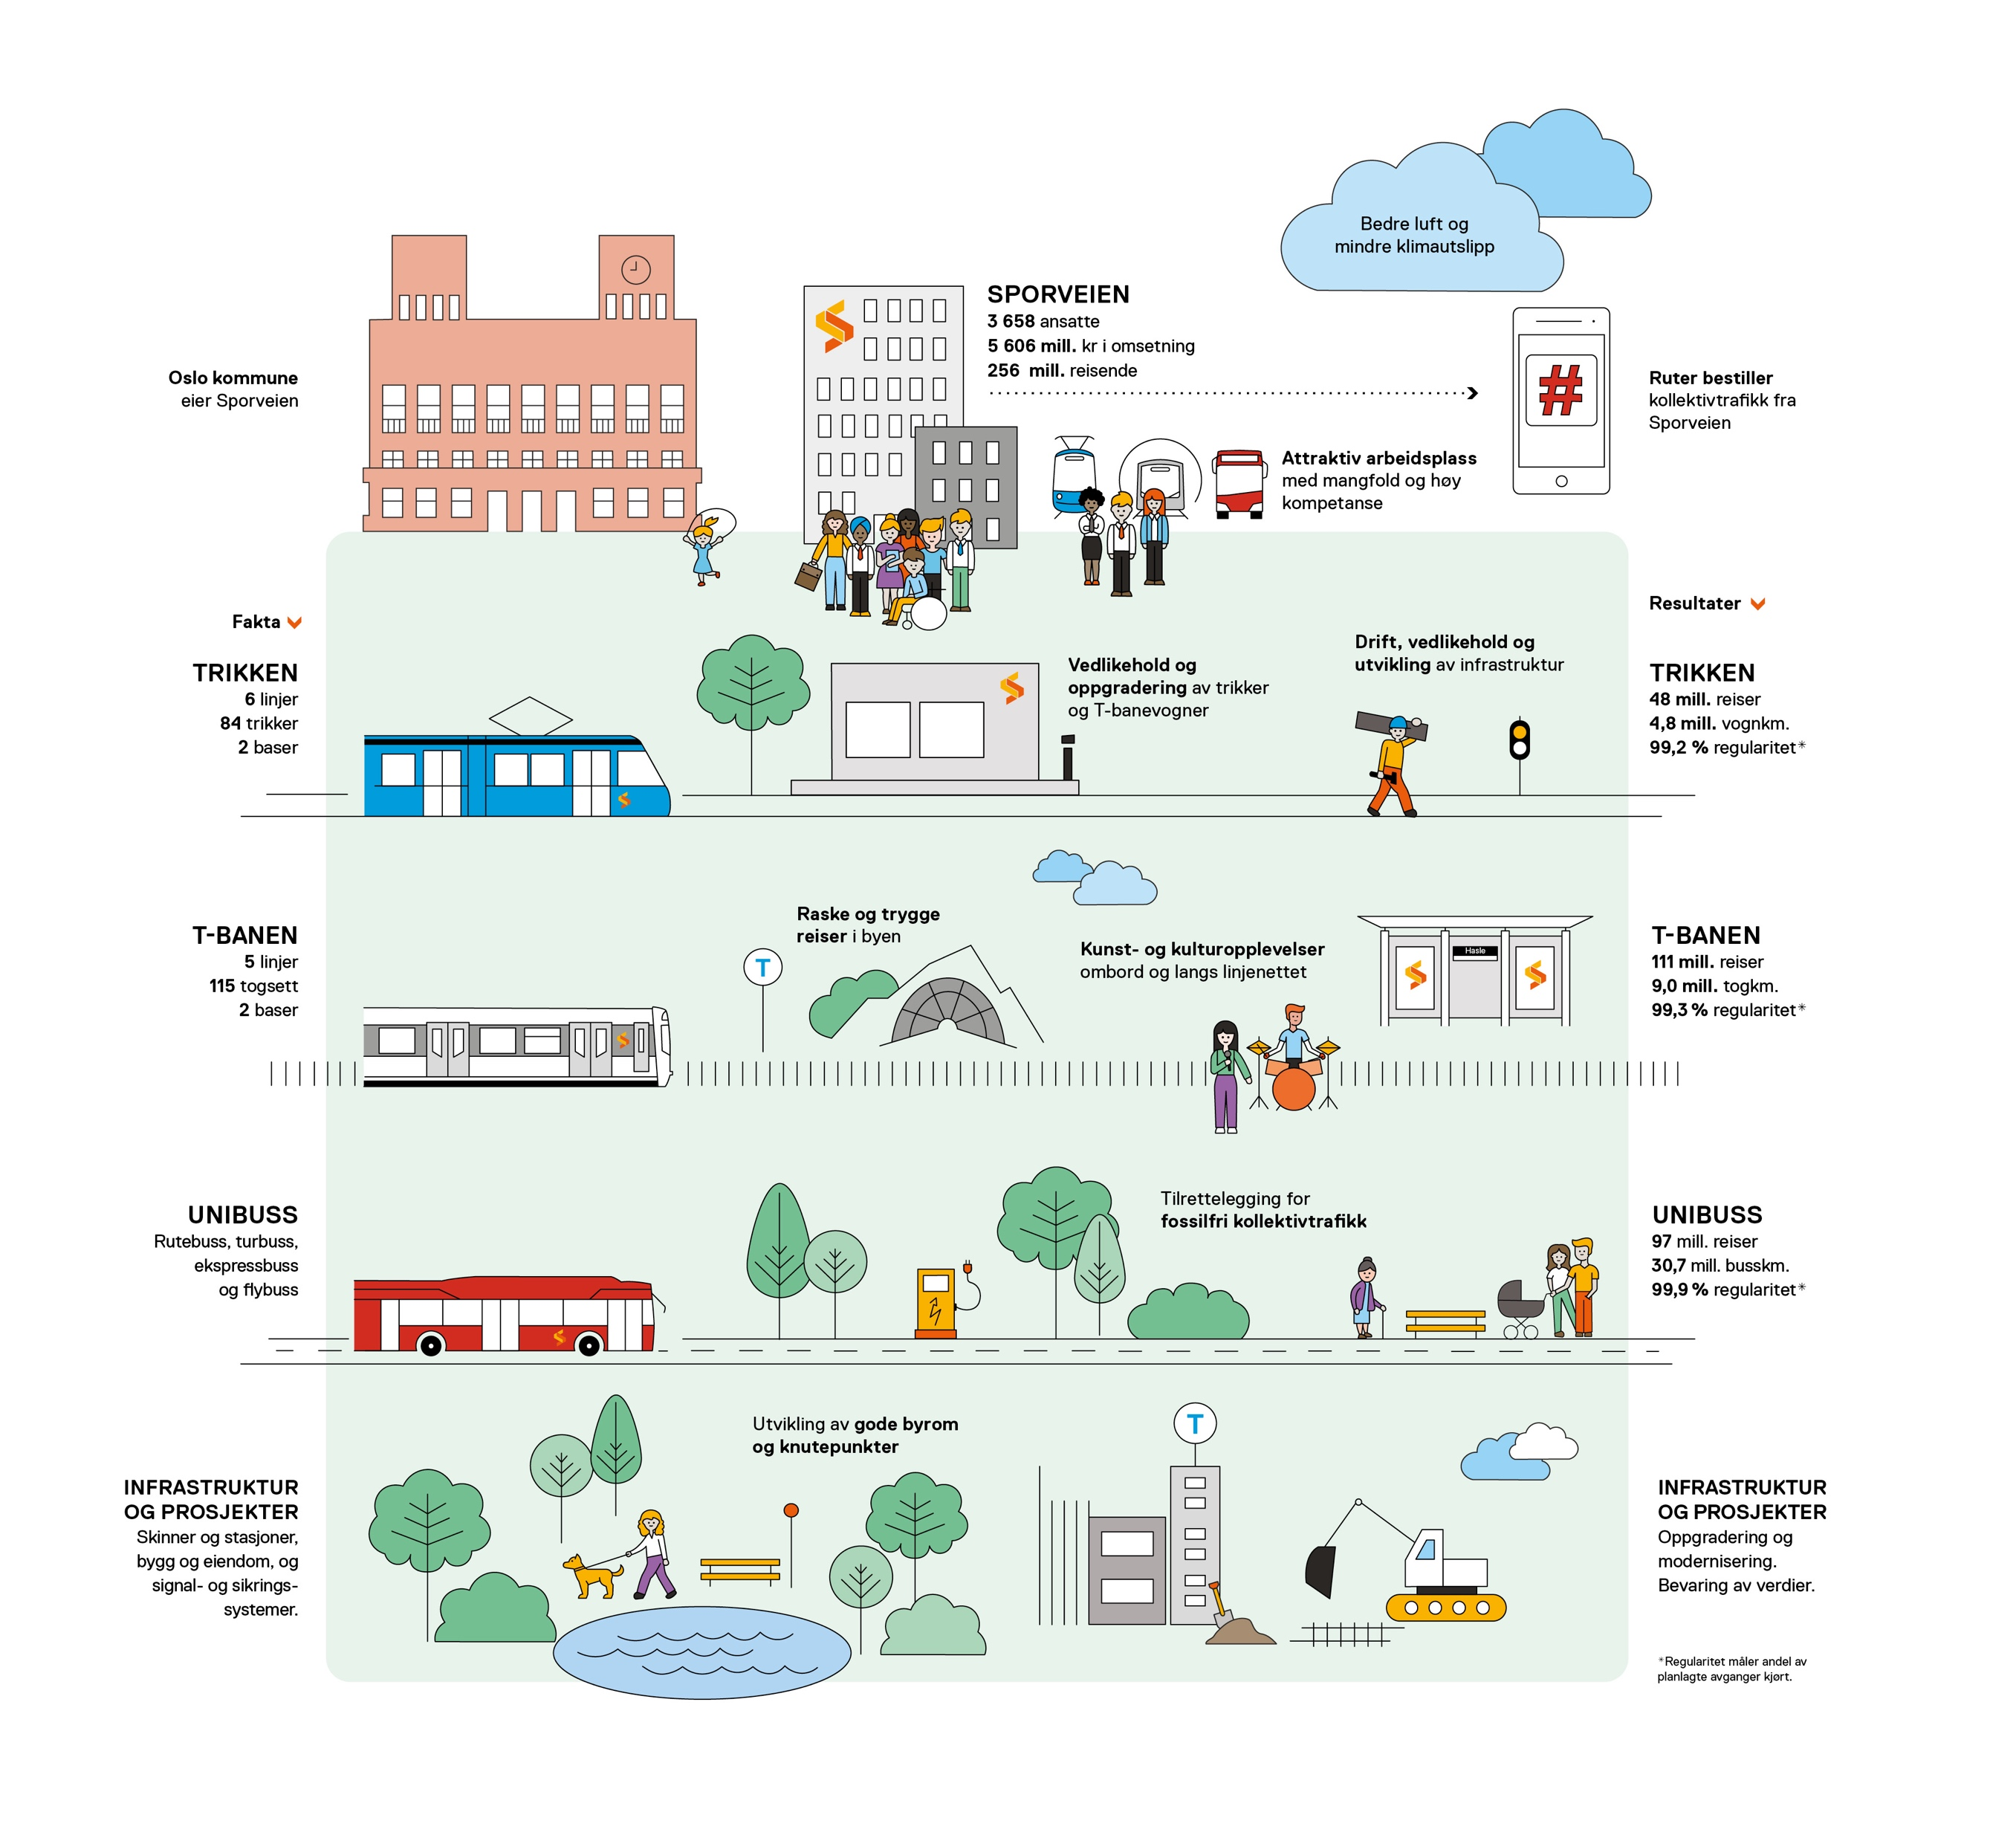 Bedre luft og
mindre klimautslipp
SPORVEIEN
3 658 ansatte
5 606 mill. kr i omsetning
256 mill. reisende
Oslo kommune
eier Sporveien
#
Ruter bestiller
kollektivtrafikk fra
Sporveien
Attraktiv arbeidsplass
med mangfold og høy
kompetanse
Fakta
Resultater
TRIKKEN
6 linjer
84 trikker
2 baser
Vedlikehold og
oppgradering av trikker
og T-banevogner
Drift, vedlikehold og
utvikling av infrastruktur
TRIKKEN
48 mill. reiser
4,8 mill. vognkm.
99,2 % regularitet*
T-BANEN
5 linjer
115 togsett
2 baser
T
Raske og trygge
reiser i byen
Kunst- og kulturopplevelser
ombord og langs linjenettet
Hasle
T-BANEN
111 mill. reiser
9,0 mill. togkm.
99,3 % regularitet*
UNIBUSS
Rutebuss, turbuss,
ekspressbuss
og flybuss
Tilrettelegging for
fossilfri kollektivtrafikk
UNIBUSS
97 mill. reiser
30,7 mill. busskm.
99,9 % regularitet*
INFRASTRUKTUR
OG PROSJEKTER
Skinner og stasjoner,
bygg og eiendom, og
signal- og sikrings-
systemer.
Utvikling av gode byrom
og knutepunkter
T
INFRASTRUKTUR
OG PROSJEKTER
Oppgradering og
modernisering.
Bevaring av verdier.
*Regularitet måler andel av
planlagte avganger kjørt.